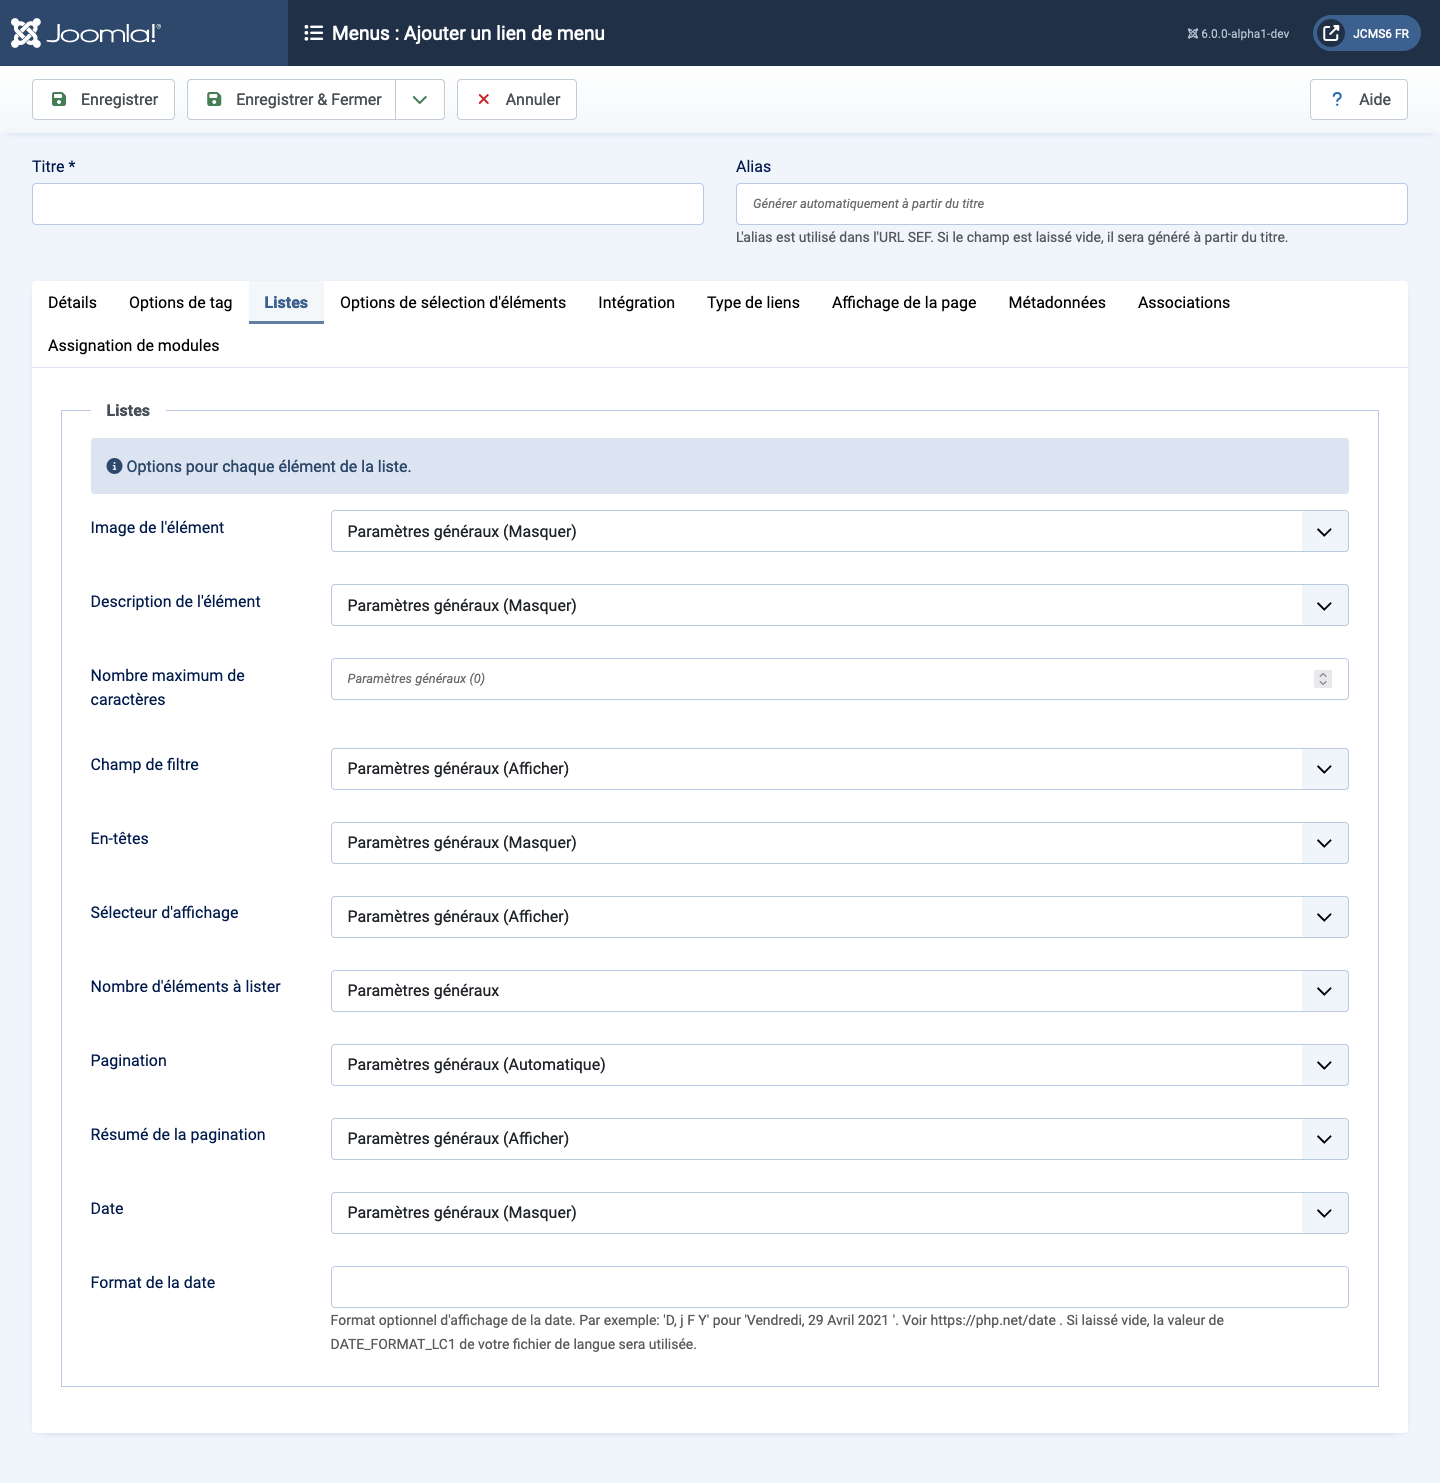 Joomla!®
Menus : Ajouter un lien de menu
6.0.0-alpha1-dev
JCMS6 FR
Enregistrer
Enregistrer & Fermer
Annuler
? Aide
Titre *
Alias
Générer automatiquement à partir du titre
L'alias est utilisé dans l'URL SEF. Si le champ est laissé vide, il sera généré à partir du titre.
Détails
Options de tag
Listes
Options de sélection d'éléments
Intégration
Type de liens
Affichage de la page
Métadonnées
Associations
Assignation de modules
Listes
Options pour chaque élément de la liste.
Image de l'élément
Paramètres généraux (Masquer)
Description de l'élément
Paramètres généraux (Masquer)
Nombre maximum de
caractères
Paramètres généraux (0)
Champ de filtre
Paramètres généraux (Afficher)
En-têtes
Paramètres généraux (Masquer)
Sélecteur d'affichage
Paramètres généraux (Afficher)
Nombre d'éléments à lister
Paramètres généraux
Pagination
Paramètres généraux (Automatique)
Résumé de la pagination
Paramètres généraux (Afficher)
Date
Paramètres généraux (Masquer)
Format de la date
Format optionnel d'affichage de la date. Par exemple: 'D, j F Y' pour 'Vendredi, 29 Avril 2021 '. Voir https://php.net/date . Si laissé vide, la valeur de
DATE_FORMAT_LC1 de votre fichier de langue sera utilisée.